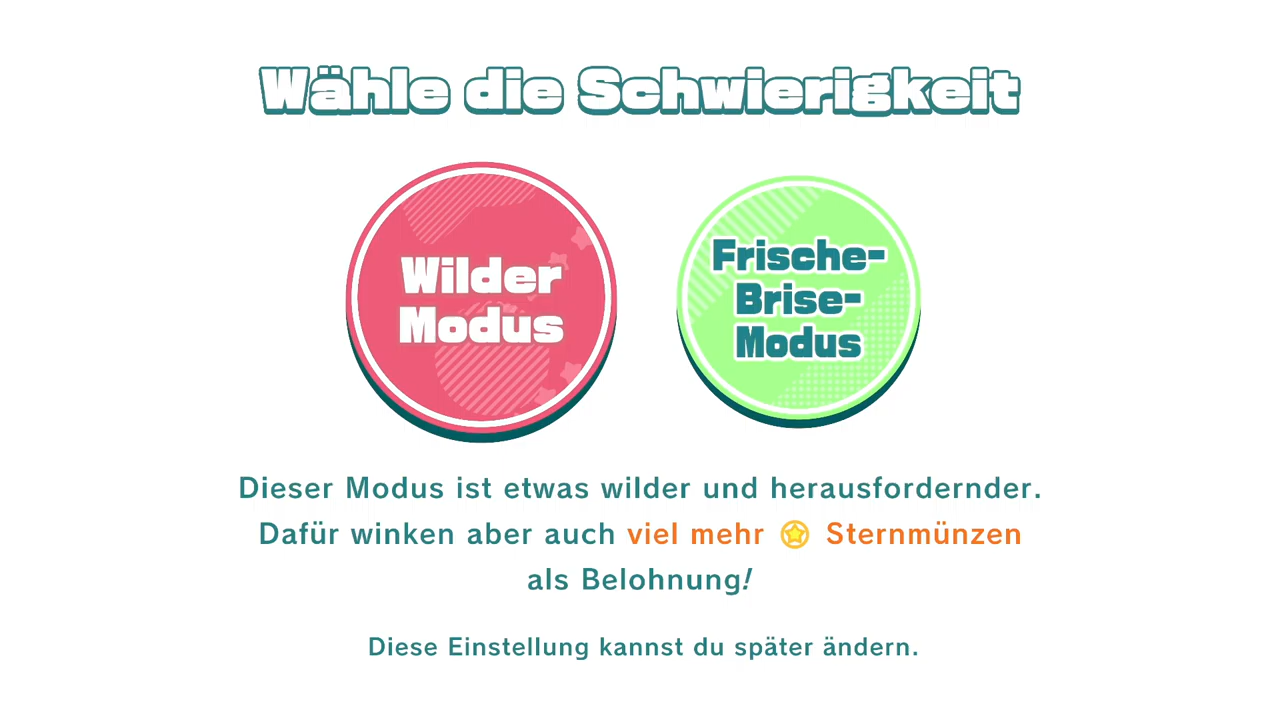 Wähle die Schwierigkeit
Wilder
Modus
Frische-
Brise-
Modus
Dieser Modus ist etwas wilder und herausfordernder.
Dafür winken aber auch viel mehr Sternmünzen
als Belohnung!
Diese Einstellung kannst du später ändern.